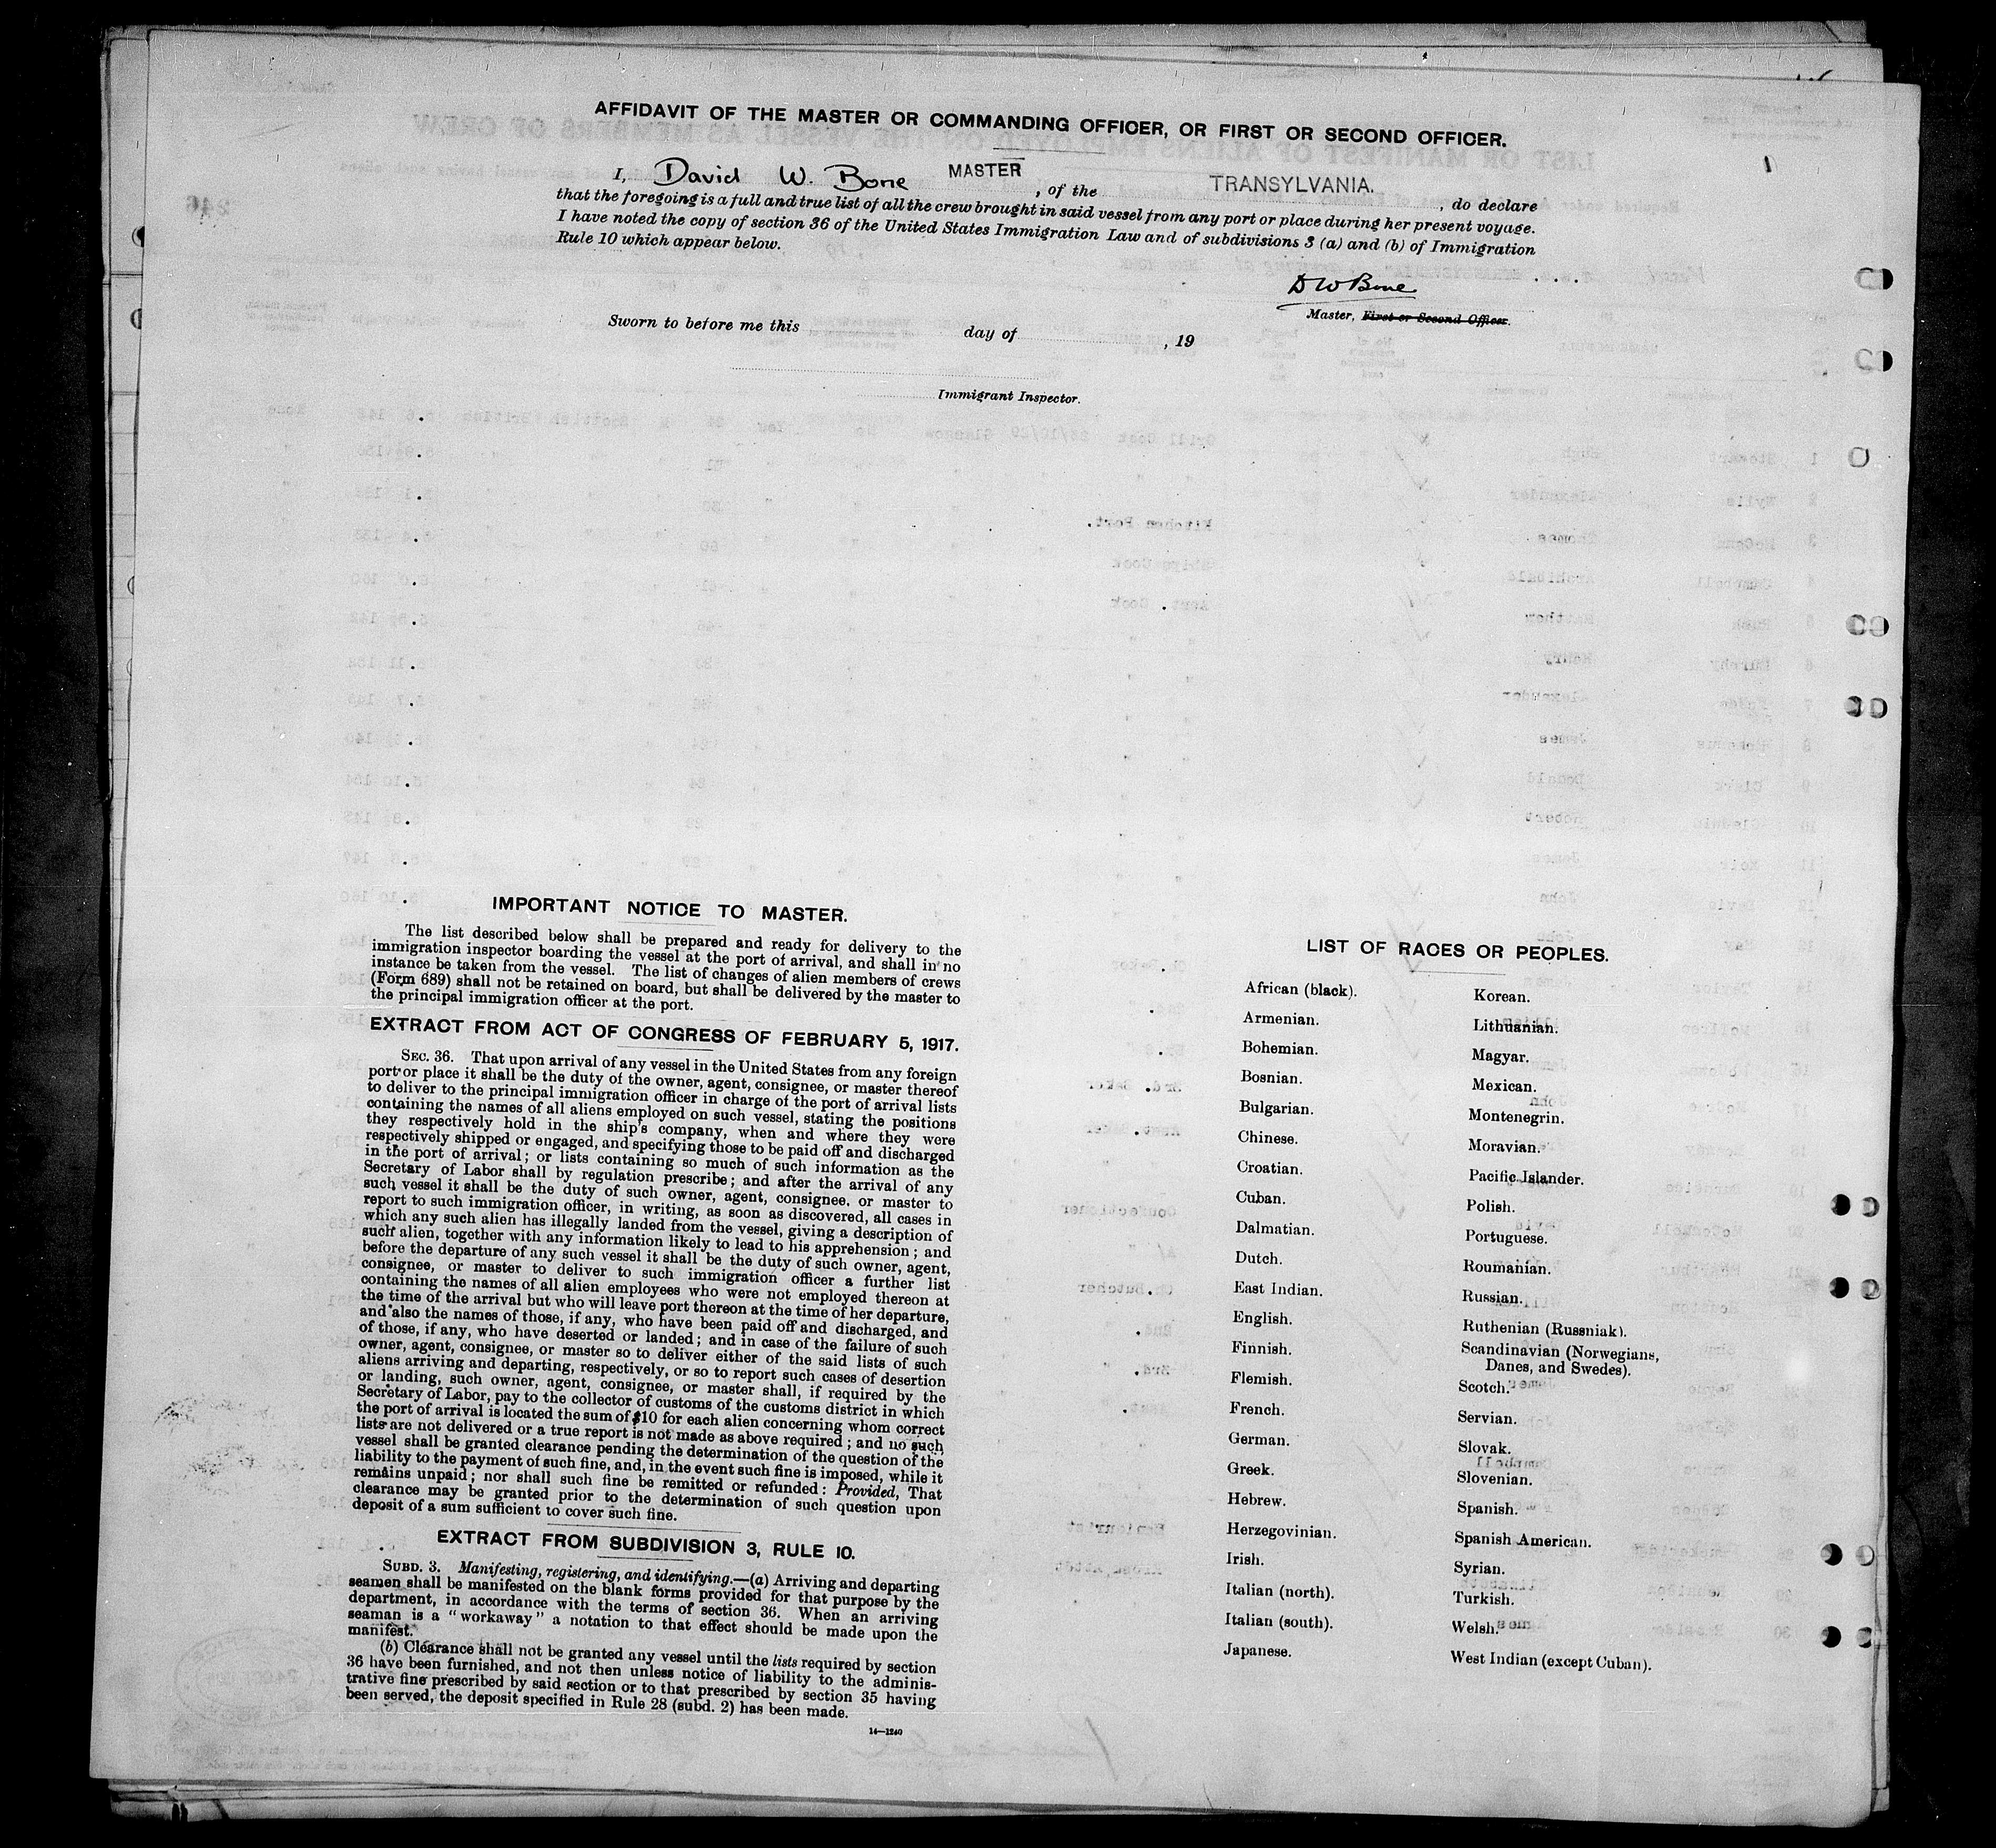 AFFIDAVIT OF THE MASTER OR COMMANDING OFFICER, OR FIRST OR SECOND OFFICER.
I, David W. Bone MASTER, of the TRANSYLVANIA., do declare
that the foregoing is a full and true list of all the crew brought in said vessel from any port or place during her present voyage.
I have noted the copy of section 36 of the United States Immigration Law and of subdivisions 3 (a) and (b) of Immigration
Rule 10 which appear below.
D W Bone
Master, First or Second Officer.
Sworn to before me this day of , 19
Immigrant Inspector.
IMPORTANT NOTICE TO MASTER.
The list described below shall be prepared and ready for delivery to the
immigration inspector boarding the vessel at the port of arrival, and shall in no
instance be taken from the vessel. The list of changes of alien members of crews
(Form 689) shall not be retained on board, but shall be delivered by the master to
the principal immigration officer at the port.
EXTRACT FROM ACT OF CONGRESS OF FEBRUARY 5, 1917.
SEC. 36. That upon arrival of any vessel in the United States from any foreign
port or place it shall be the duty of the owner, agent, consignee, or master thereof
to deliver to the principal immigration officer in charge of the port of arrival lists
containing the names of all aliens employed on such vessel, stating the positions
they respectively hold in the ship's company, when and where they were
respectively shipped or engaged, and specifying those to be paid off and discharged
in the port of arrival; or lists containing so much of such information as the
Secretary of Labor shall by regulation prescribe; and after the arrival of any
such vessel it shall be the duty of such owner, agent, consignee, or master to
report to such immigration officer, in writing, as soon as discovered, all cases in
which any such alien has illegally landed from the vessel, giving a description of
such alien, together with any information likely to lead to his apprehension; and
before the departure of any such vessel it shall be the duty of such owner, agent,
consignee, or master to deliver to such immigration officer a further list
containing the names of all alien employees who were not employed thereon at
the time of the arrival but who will leave port thereon at the time of her departure,
and also the names of those, if any, who have been paid off and discharged, and
of those, if any, who have deserted or landed; and in case of the failure of such
owner, agent, consignee, or master so to deliver either of the said lists of such
aliens arriving and departing, respectively, or so to report such cases of desertion
or landing, such owner, agent, consignee, or master shall, if required by the
Secretary of Labor, pay to the collector of customs of the customs district in which
the port of arrival is located the sum of $10 for each alien concerning whom correct
lists are not delivered or a true report is not made as above required; and no such
vessel shall be granted clearance pending the determination of the question of the
liability to the payment of such fine, and, in the event such fine is imposed, while it
remains unpaid; nor shall such fine be remitted or refunded: Provided, That
clearance may be granted prior to the determination of such question upon
deposit of a sum sufficient to cover such fine.
EXTRACT FROM SUBDIVISION 3, RULE 10.
SUBD. 3. Manifesting, registering, and identifying.—(a) Arriving and departing
seamen shall be manifested on the blank forms provided for that purpose by the
department, in accordance with the terms of section 36. When an arriving
seaman is a "workaway" a notation to that effect should be made upon the
manifest.
(b) Clearance shall not be granted any vessel until the lists required by section
36 have been furnished, and not then unless notice of liability to the adminis-
trative fine prescribed by said section or to that prescribed by section 35 having
been served, the deposit specified in Rule 28 (subd. 2) has been made.
14—1240
LIST OF RACES OR PEOPLES.
African (black).
Armenian.
Bohemian.
Bosnian.
Bulgarian.
Chinese.
Croatian.
Cuban.
Dalmatian.
Dutch.
East Indian.
English.
Finnish.
Flemish.
French.
German.
Greek.
Hebrew.
Herzegovinian.
Irish.
Italian (north).
Italian (south).
Japanese.
Korean.
Lithuanian.
Magyar.
Mexican.
Montenegrin.
Moravian.
Pacific Islander.
Polish.
Portuguese.
Roumanian.
Russian.
Ruthenian (Russniak).
Scandinavian (Norwegians,
Danes, and Swedes).
Scotch.
Servian.
Slovak.
Slovenian.
Spanish.
Spanish American.
Syrian.
Turkish.
Welsh.
West Indian (except Cuban).